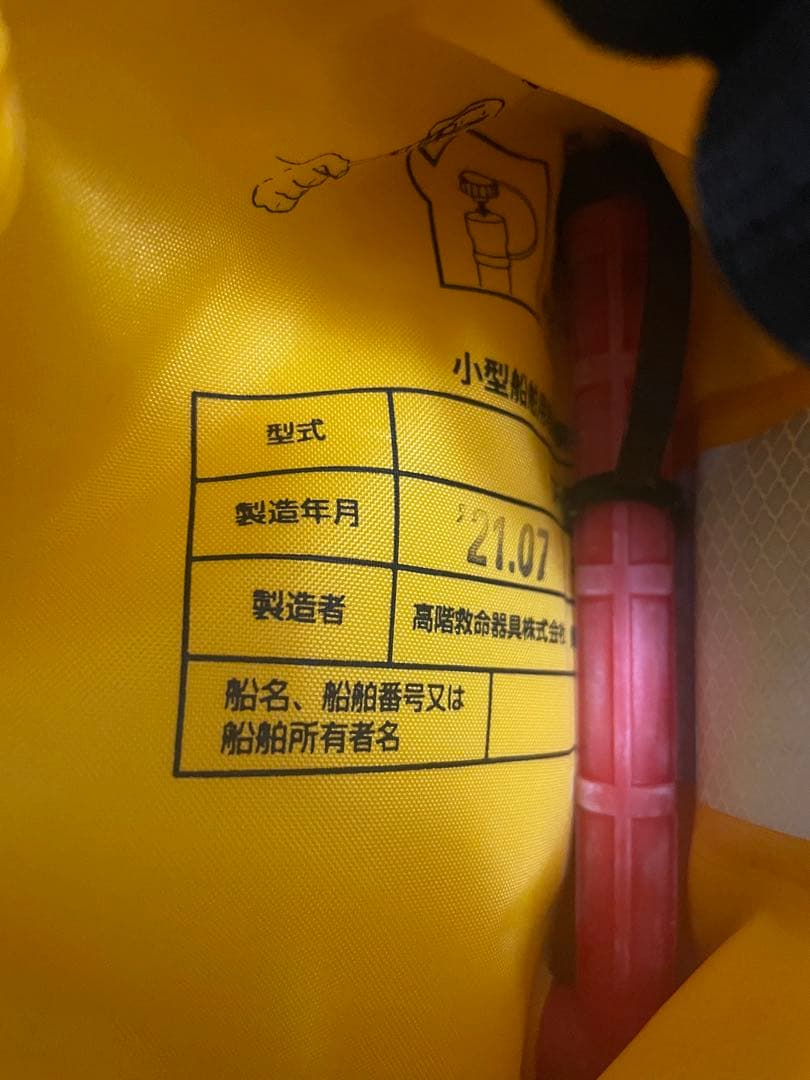 小型船舶用
型式
製造年月
'21.07
製造者
高階救命器具株式会社
船名、船舶番号又は
船舶所有者名